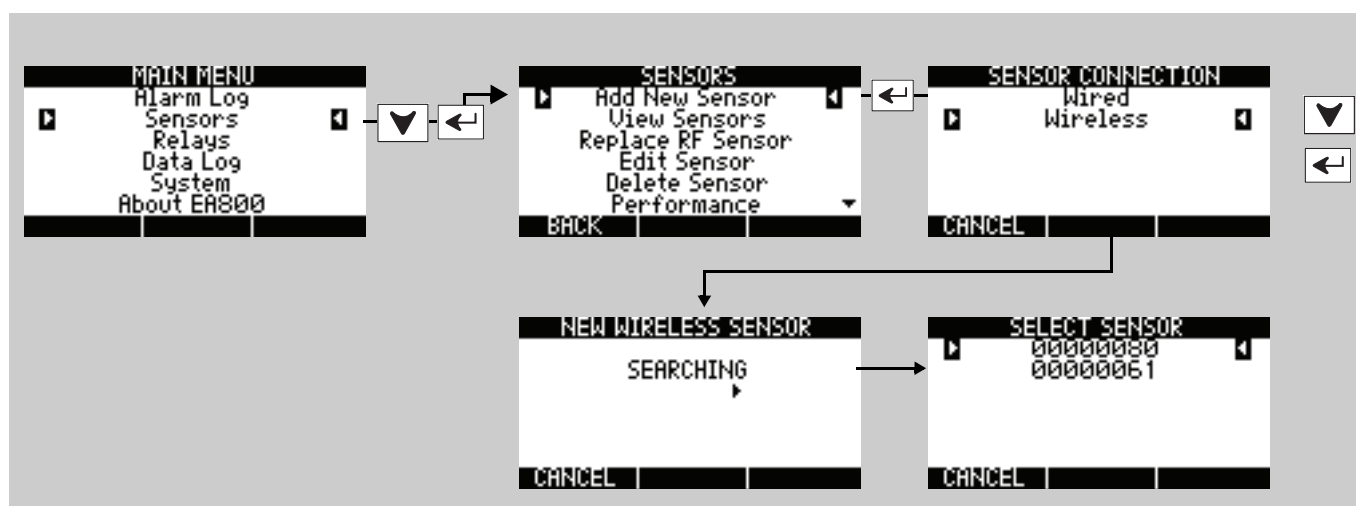 MAIN MENU
Alarm Log
Sensors
Relays
Data Log
System
About EA800
SENSORS
Add New Sensor
View Sensors
Replace RF Sensor
Edit Sensor
Delete Sensor
Performance
BACK
SENSOR CONNECTION
Wired
Wireless
CANCEL
NEW WIRELESS SENSOR
SEARCHING
CANCEL
SELECT SENSOR
00000080
00000061
CANCEL